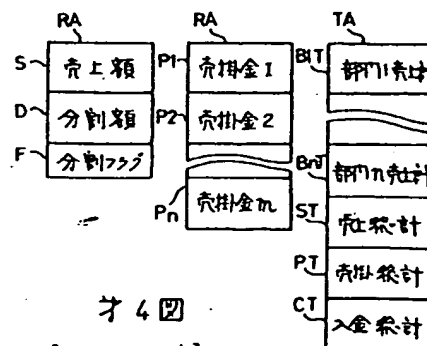 RA
S 売上額
D 分割額
F 分割フラグ
RA
P1 売掛金1
P2 売掛金2
Pn 売掛金n
TA
B1T 部門1売上計
BnT 部門n売上計
ST 売上総計
PT 売掛総計
CT 入金総計
才4図